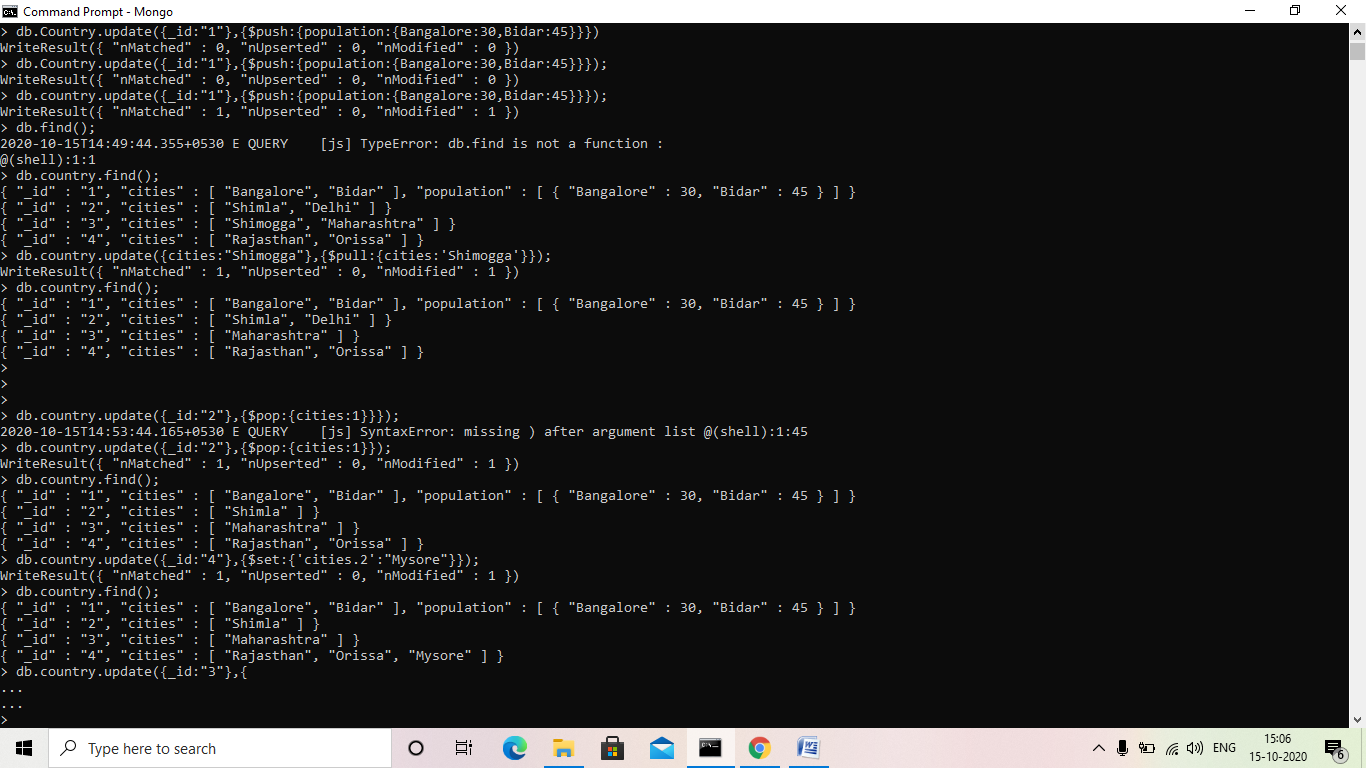 Command Prompt - Mongo
> db.Country.update({_id:"1"},{$push:{population:{Bangalore:30,Bidar:45}}})
WriteResult({ "nMatched" : 0, "nUpserted" : 0, "nModified" : 0 })
> db.Country.update({_id:"1"},{$push:{population:{Bangalore:30,Bidar:45}}});
WriteResult({ "nMatched" : 0, "nUpserted" : 0, "nModified" : 0 })
> db.country.update({_id:"1"},{$push:{population:{Bangalore:30,Bidar:45}}});
WriteResult({ "nMatched" : 1, "nUpserted" : 0, "nModified" : 1 })
> db.find();
2020-10-15T14:49:44.355+0530 E QUERY    [js] TypeError: db.find is not a function :
@(shell):1:1
> db.country.find();
{ "_id" : "1", "cities" : [ "Bangalore", "Bidar" ], "population" : [ { "Bangalore" : 30, "Bidar" : 45 } ] }
{ "_id" : "2", "cities" : [ "Shimla", "Delhi" ] }
{ "_id" : "3", "cities" : [ "Shimogga", "Maharashtra" ] }
{ "_id" : "4", "cities" : [ "Rajasthan", "Orissa" ] }
> db.country.update({cities:"Shimogga"},{$pull:{cities:'Shimogga'}});
WriteResult({ "nMatched" : 1, "nUpserted" : 0, "nModified" : 1 })
> db.country.find();
{ "_id" : "1", "cities" : [ "Bangalore", "Bidar" ], "population" : [ { "Bangalore" : 30, "Bidar" : 45 } ] }
{ "_id" : "2", "cities" : [ "Shimla", "Delhi" ] }
{ "_id" : "3", "cities" : [ "Maharashtra" ] }
{ "_id" : "4", "cities" : [ "Rajasthan", "Orissa" ] }
>
>
>
> db.country.update({_id:"2"},{$pop:{cities:1}}});
2020-10-15T14:53:44.165+0530 E QUERY    [js] SyntaxError: missing ) after argument list @(shell):1:45
> db.country.update({_id:"2"},{$pop:{cities:1}});
WriteResult({ "nMatched" : 1, "nUpserted" : 0, "nModified" : 1 })
> db.country.find();
{ "_id" : "1", "cities" : [ "Bangalore", "Bidar" ], "population" : [ { "Bangalore" : 30, "Bidar" : 45 } ] }
{ "_id" : "2", "cities" : [ "Shimla" ] }
{ "_id" : "3", "cities" : [ "Maharashtra" ] }
{ "_id" : "4", "cities" : [ "Rajasthan", "Orissa" ] }
> db.country.update({_id:"4"},{$set:{'cities.2':"Mysore"}});
WriteResult({ "nMatched" : 1, "nUpserted" : 0, "nModified" : 1 })
> db.country.find();
{ "_id" : "1", "cities" : [ "Bangalore", "Bidar" ], "population" : [ { "Bangalore" : 30, "Bidar" : 45 } ] }
{ "_id" : "2", "cities" : [ "Shimla" ] }
{ "_id" : "3", "cities" : [ "Maharashtra" ] }
{ "_id" : "4", "cities" : [ "Rajasthan", "Orissa", "Mysore" ] }
> db.country.update({_id:"3"},{
...
...
>
Type here to search
ENG
15:06
15-10-2020
6